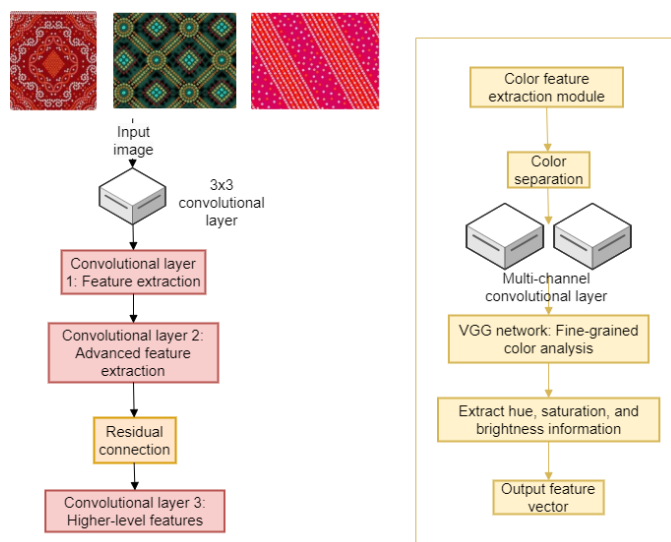 Input
image
3x3
convolutional
layer
Convolutional layer
1: Feature extraction
Convolutional layer 2:
Advanced feature
extraction
Residual
connection
Convolutional layer 3:
Higher-level features
Color feature
extraction module
Color
separation
Multi-channel
convolutional layer
VGG network: Fine-grained
color analysis
Extract hue, saturation, and
brightness information
Output feature
vector